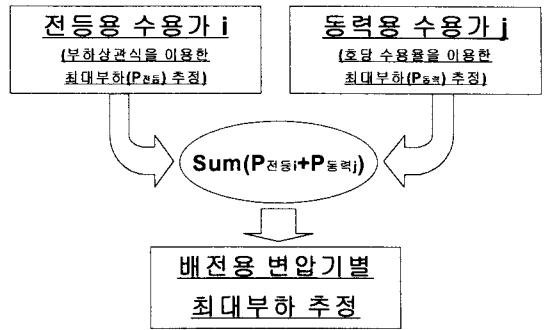 전등용 수용가 i
(부하상관식을 이용한
최대부하(P전등) 추정)
동력용 수용가 j
(호당 수용율을 이용한
최대부하(P동력) 추정)
Sum(P전등i+P동력j)
배전용 변압기별
최대부하 추정